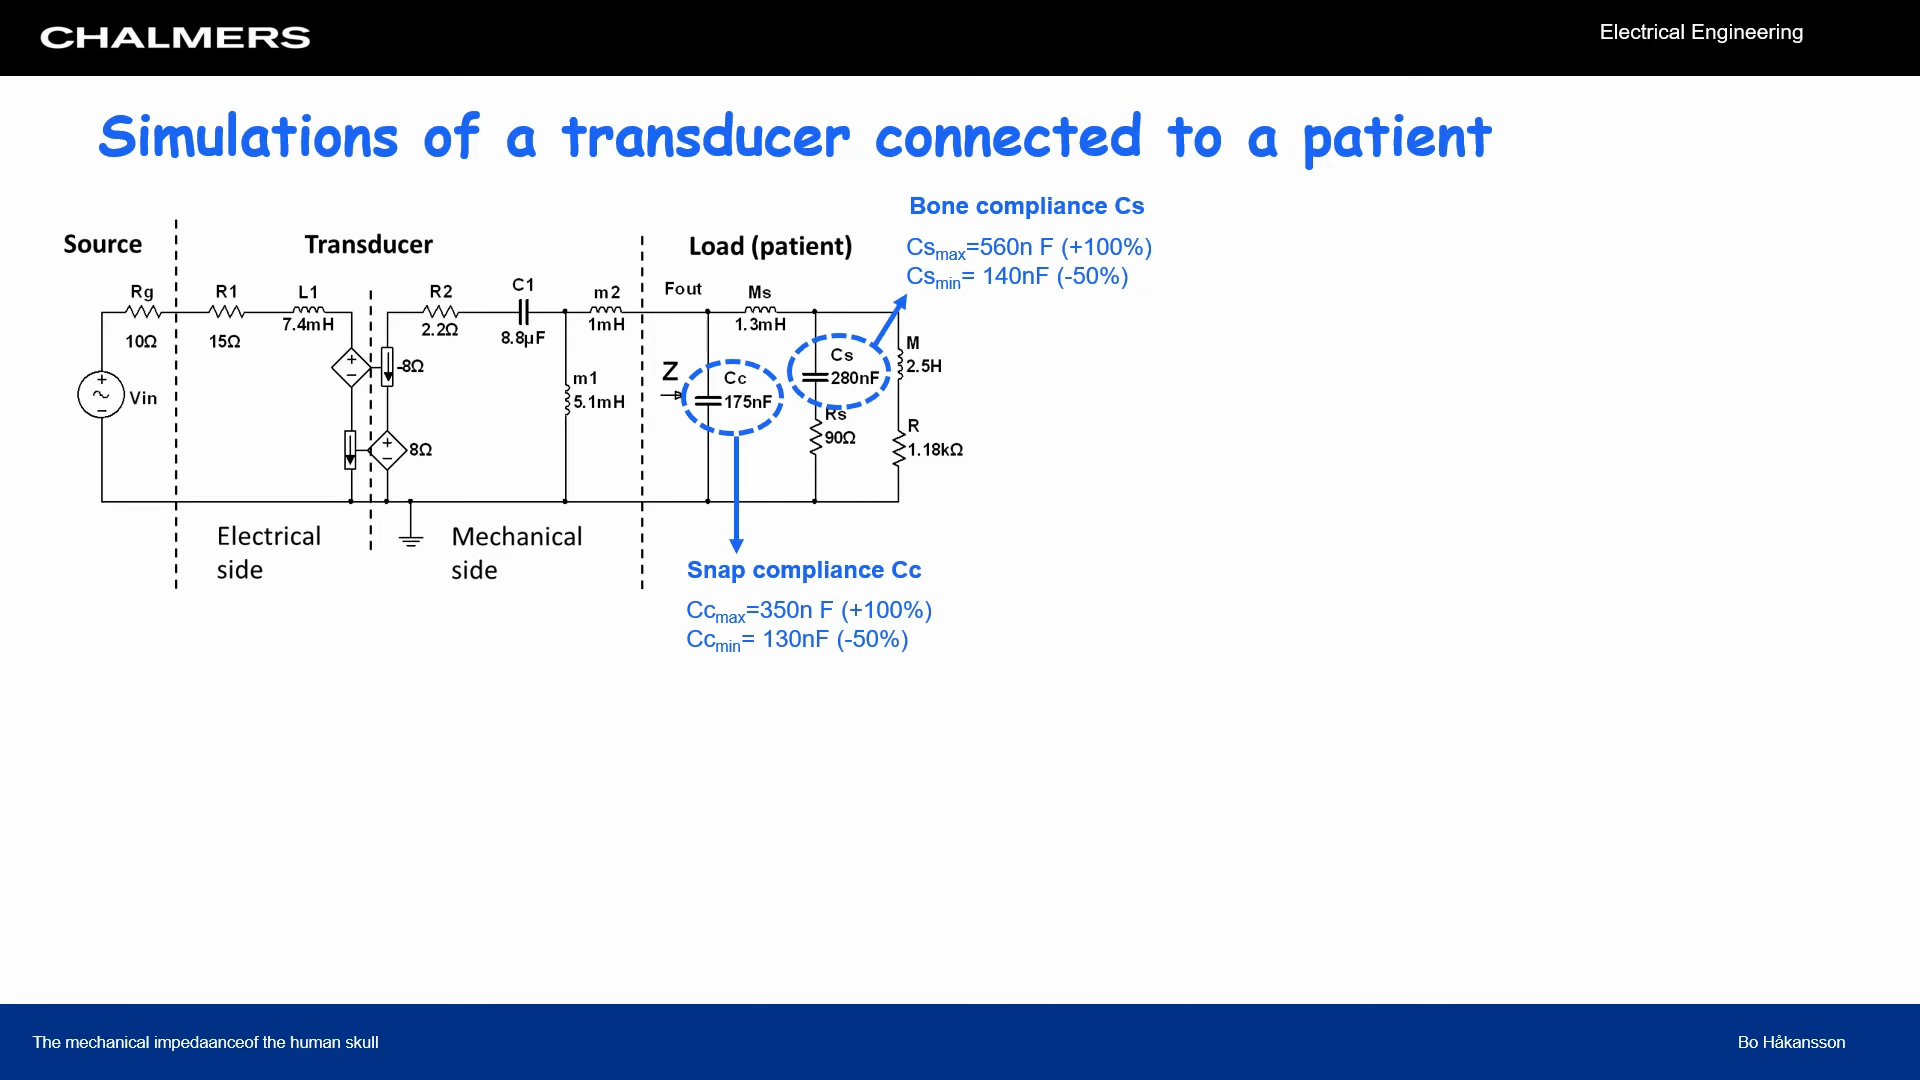 CHALMERS
Electrical Engineering
Simulations of a transducer connected to a patient
Bone compliance Cs
Csmax=560n F (+100%)
Csmin= 140nF (-50%)
Source
Transducer
Load (patient)
Rg
10Ω
R1
15Ω
L1
7.4mH
R2
2.2Ω
C1
8.8µF
m2
1mH
Fout
Ms
1.3mH
+
−
-8Ω
+
−
Vin
m1
5.1mH
Z
Cc
175nF
Cs
280nF
Rs
90Ω
M
2.5H
R
1.18kΩ
+
−
8Ω
Electrical
side
Mechanical
side
Snap compliance Cc
Ccmax=350n F (+100%)
Ccmin= 130nF (-50%)
The mechanical impedaanceof the human skull
Bo Håkansson